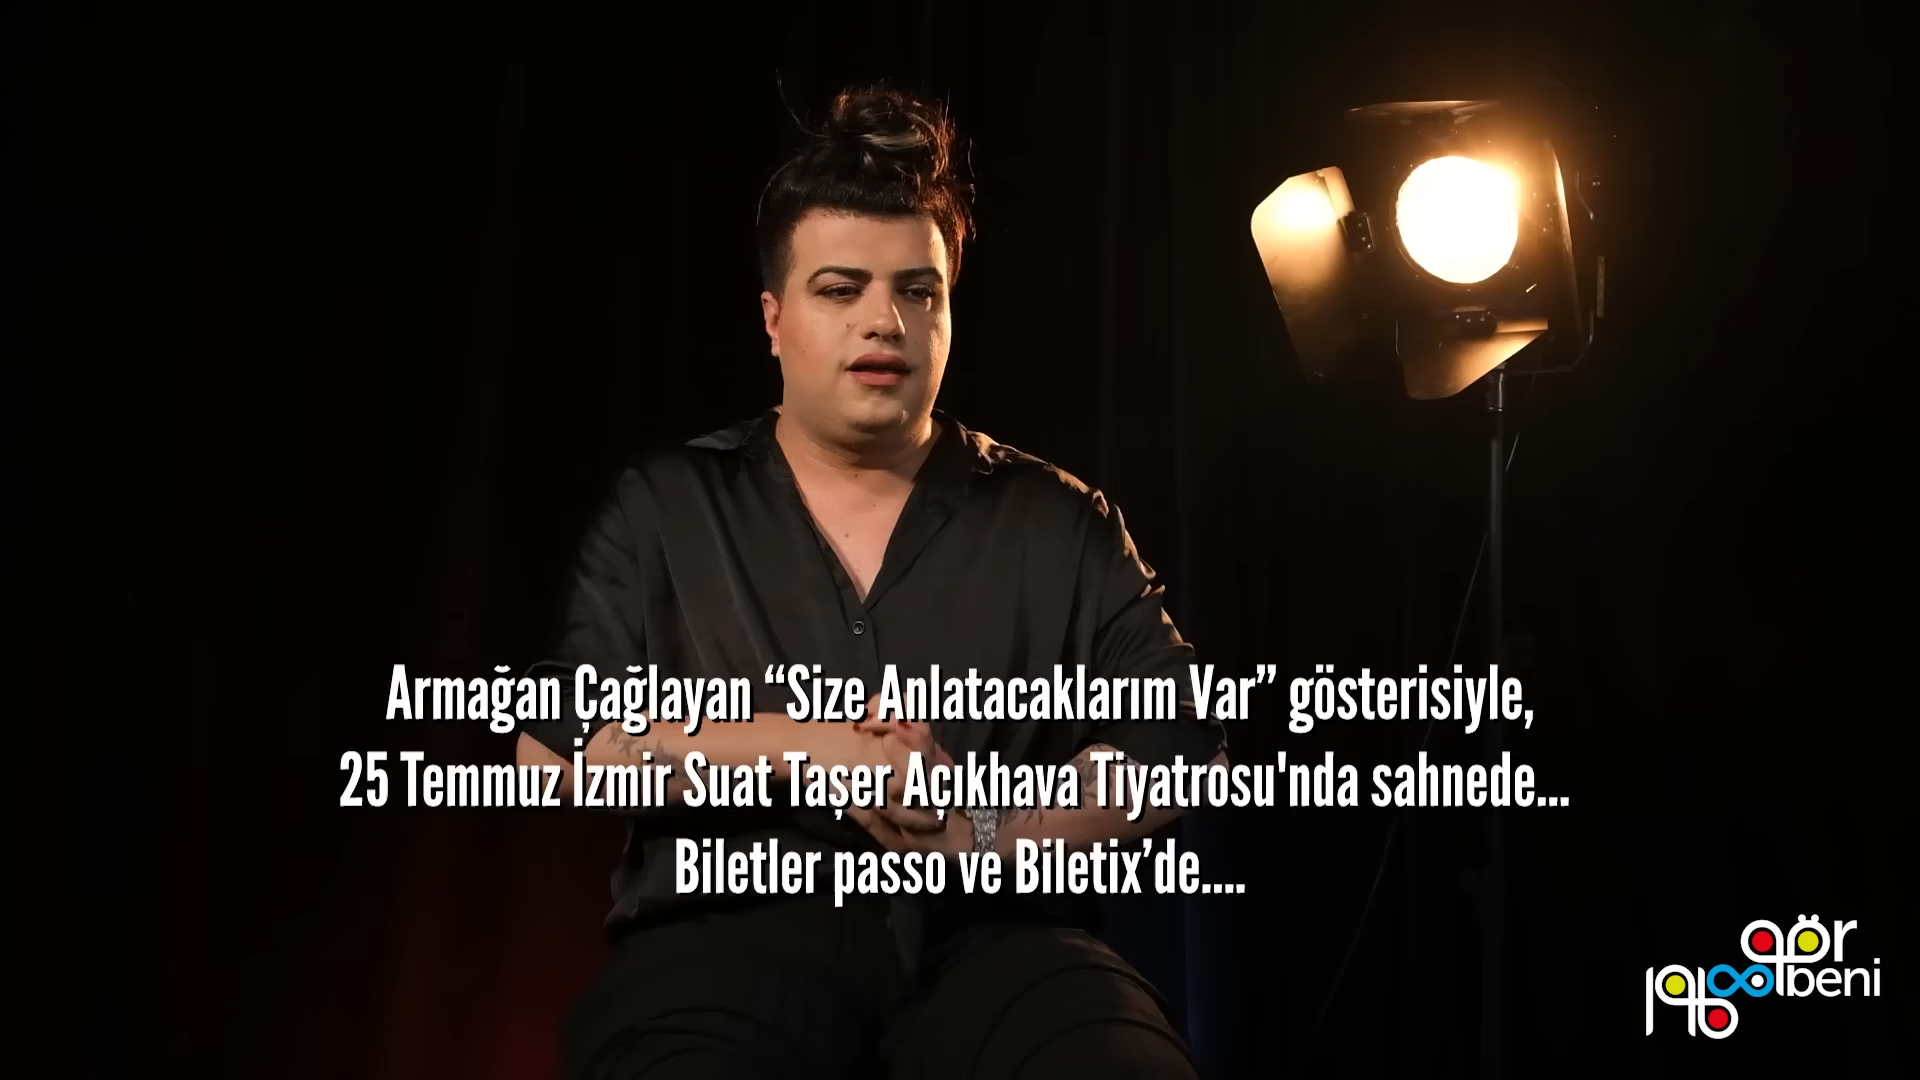 Armağan Çağlayan “Size Anlatacaklarım Var” gösterisiyle,
25 Temmuz İzmir Suat Taşer Açıkhava Tiyatrosu'nda sahnede...
Biletler passo ve Biletix’de....
gör
beni